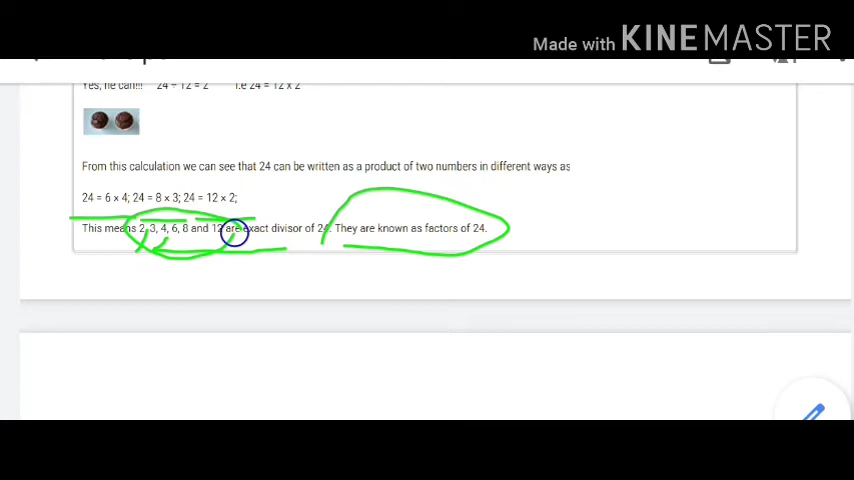 Made with KINEMASTER
Yes, he can!!! 24 ÷ 12 = 2 i.e 24 = 12 x 2
From this calculation we can see that 24 can be written as a product of two numbers in different ways as
24 = 6 x 4; 24 = 8 x 3; 24 = 12 x 2;
This means 2, 3, 4, 6, 8 and 12 are exact divisor of 24. They are known as factors of 24.